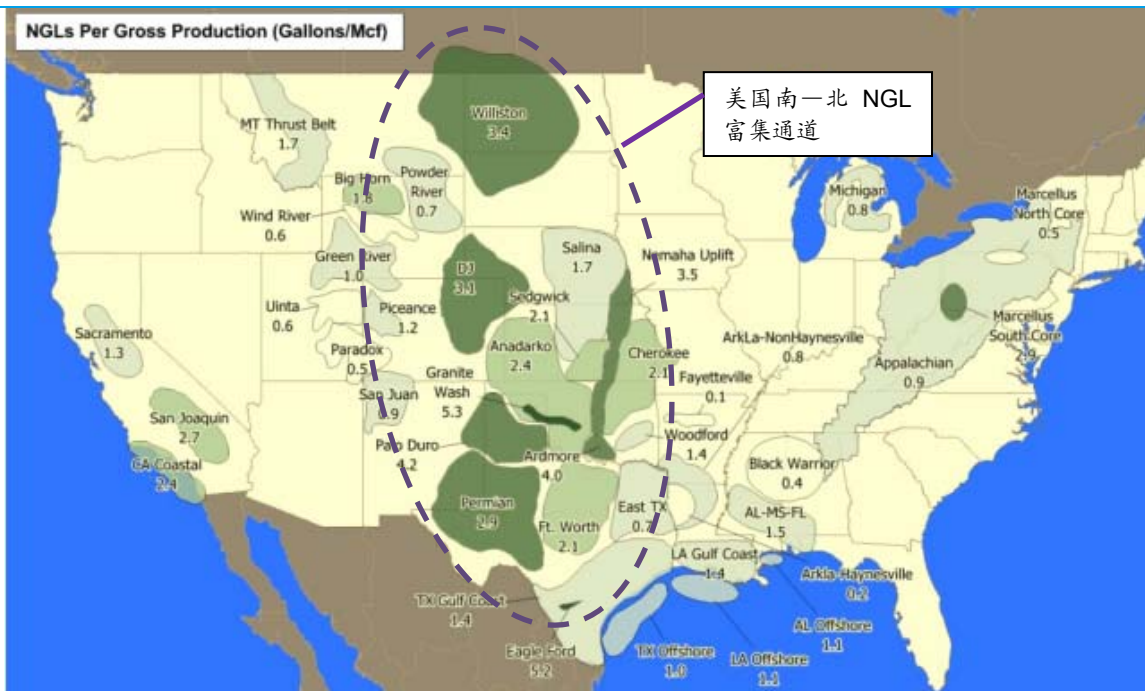 NGLs Per Gross Production (Gallons/Mcf)
美国南—北 NGL
富集通道
Williston
3.4
MT Thrust Belt
1.7
Big Horn
1.8
Powder
River
0.7
Wind River
0.6
Green River
1.0
Michigan
0.8
Marcellus
North Core
0.5
Salina
1.7
Nemaha Uplift
3.5
DJ
3.1
Sedgwick
2.1
Uinta
0.6
Piceance
1.2
Sacramento
1.3
Paradox
0.5
Anadarko
2.4
Cherokee
2.1
ArkLa-NonHaynesville
0.8
Marcellus
South Core
2.9
Appalachian
0.9
Fayetteville
0.1
Granite
Wash
5.3
San Juan
0.9
San Joaquin
2.7
Palo Duro
4.2
Ardmore
4.0
Woodford
1.4
Black Warrior
0.4
CA Coastal
2.4
Permian
2.9
Ft. Worth
2.1
East TX
0.7
AL-MS-FL
1.5
LA Gulf Coast
1.4
Arkla-Haynesville
0.2
TX Gulf Coast
1.4
AL Offshore
1.1
Eagle Ford
5.2
TX Offshore
1.0
LA Offshore
1.1